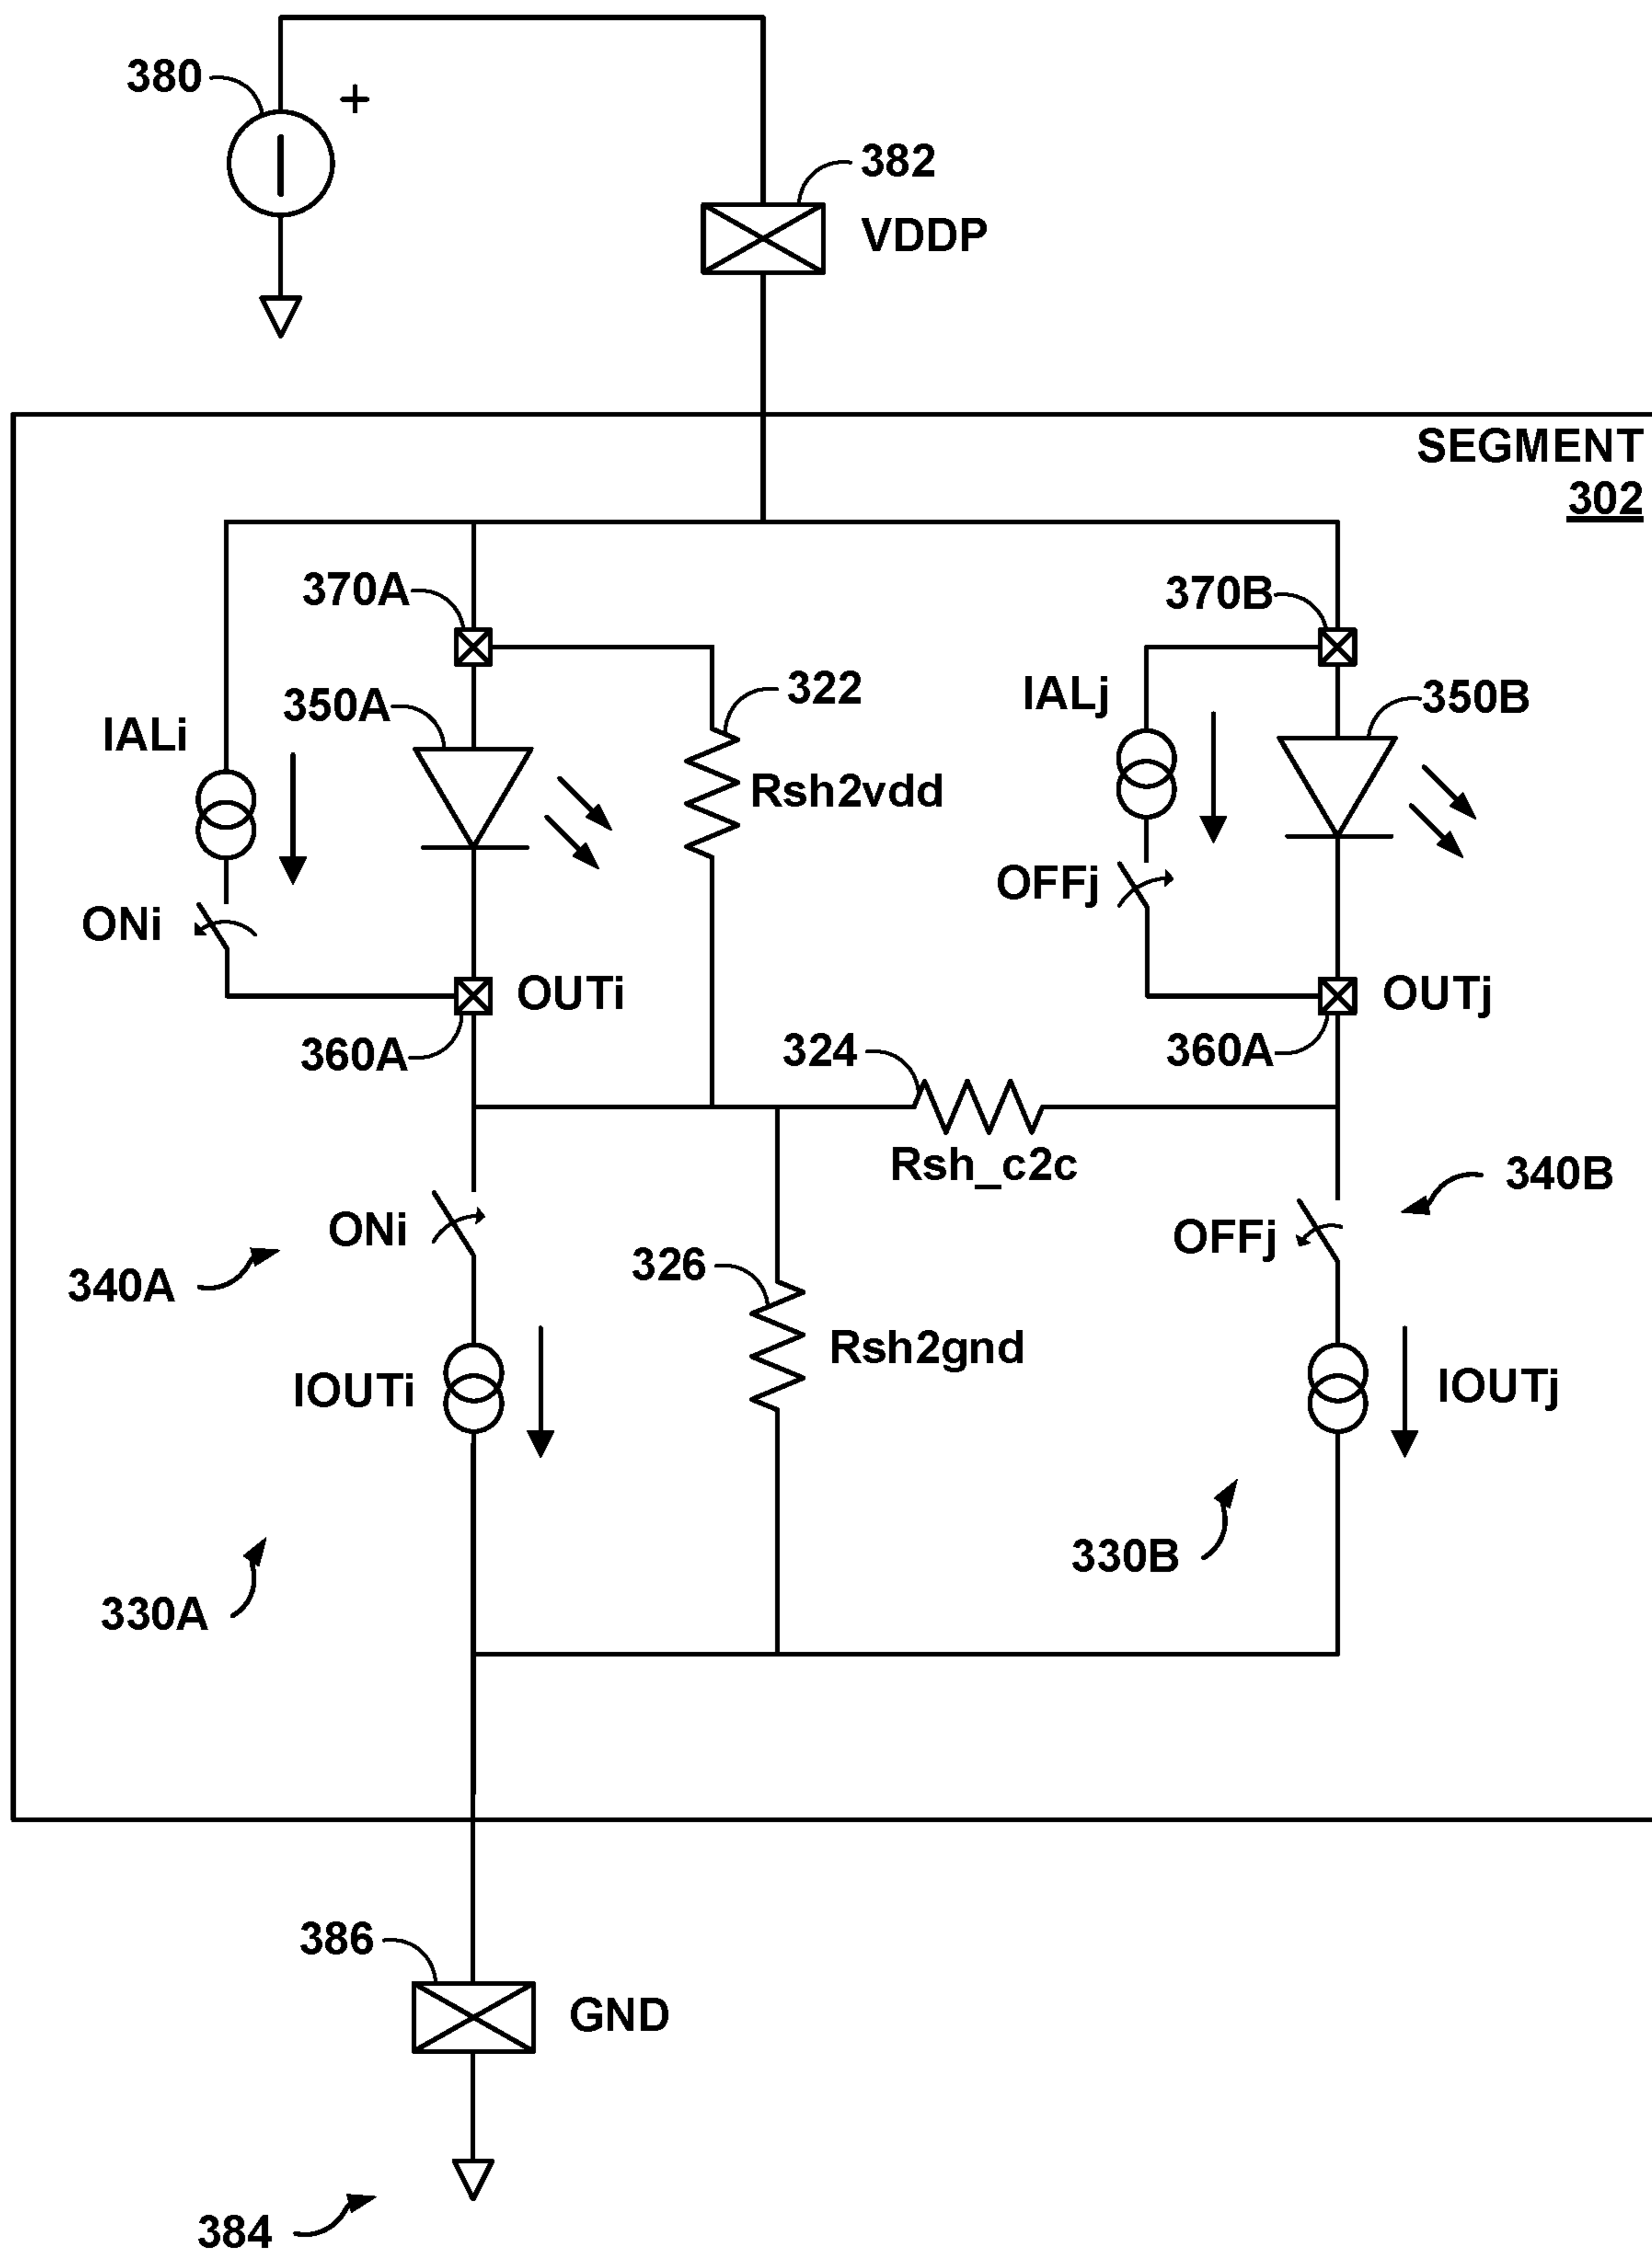 380
+
382
VDDP
SEGMENT
302
370A
370B
322
350A
IALj
350B
IALi
Rsh2vdd
OFFj
ONi
OUTi
OUTj
360A
324
360A
Rsh_c2c
340B
ONi
OFFj
340A
326
Rsh2gnd
IOUTi
IOUTj
330B
330A
386
GND
384